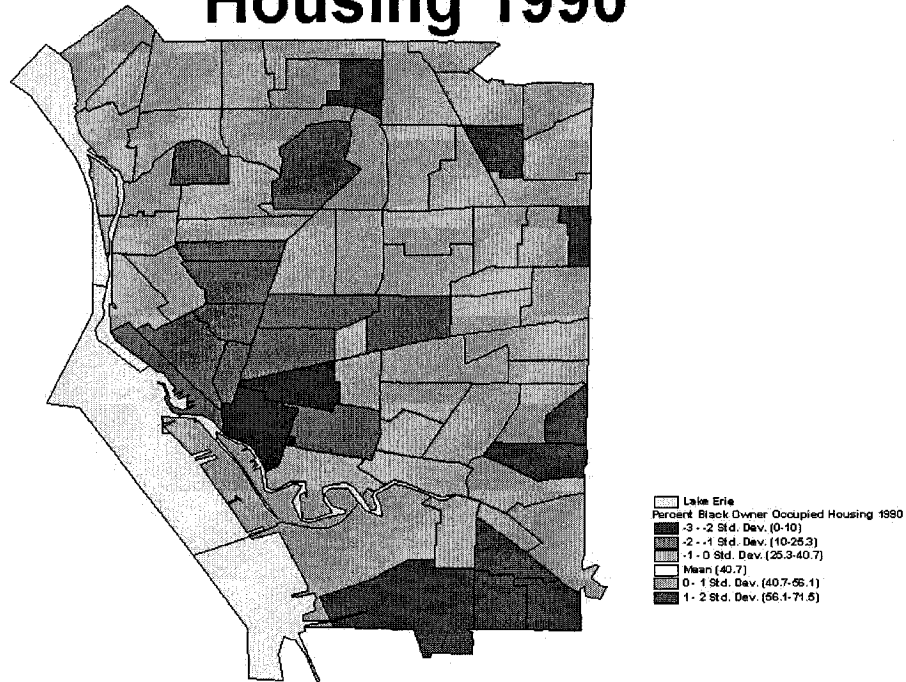 Housing 1990
Lake Erie
Percent Black Owner Occupied Housing 1990
-3 - -2 Std. Dev. (0-10)
-2 - -1 Std. Dev. (10-25.3)
-1 - 0 Std. Dev. (25.3-40.7)
Mean (40.7)
0 - 1 Std. Dev. (40.7-56.1)
1 - 2 Std. Dev. (56.1-71.5)